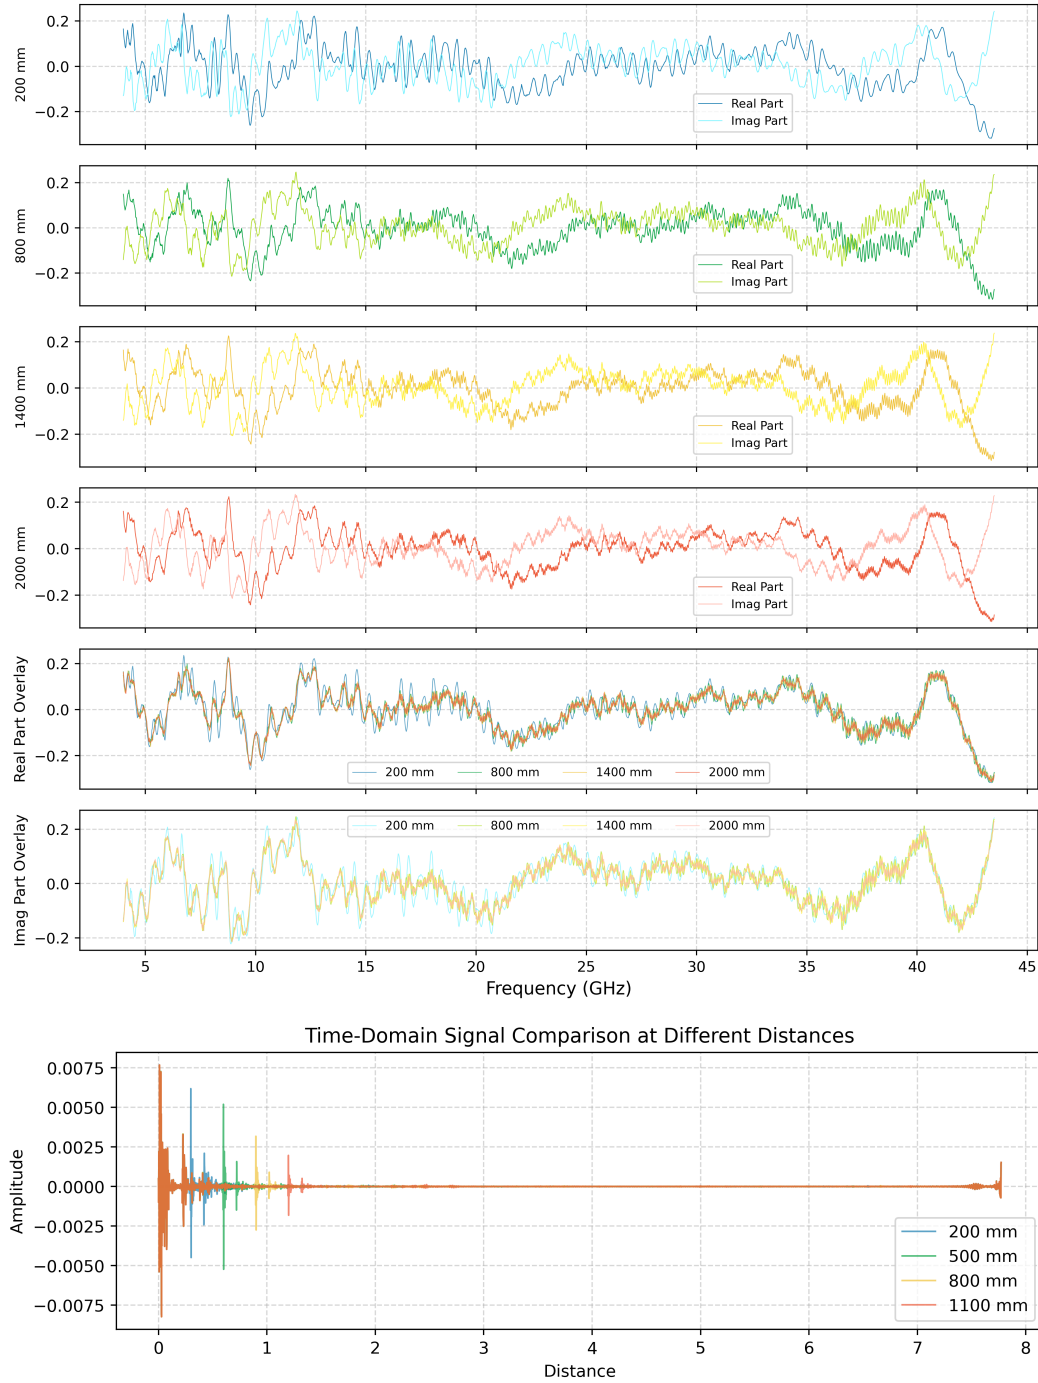 0.2
0.0
−0.2
200 mm
Real Part
Imag Part
0.2
0.0
−0.2
800 mm
Real Part
Imag Part
0.2
0.0
−0.2
1400 mm
Real Part
Imag Part
0.2
0.0
−0.2
2000 mm
Real Part
Imag Part
0.2
0.0
−0.2
Real Part Overlay
200 mm 800 mm 1400 mm 2000 mm
0.2
0.0
−0.2
Imag Part Overlay
200 mm 800 mm 1400 mm 2000 mm
5 10 15 20 25 30 35 40 45
Frequency (GHz)
Time-Domain Signal Comparison at Different Distances
0.0075
0.0050
0.0025
0.0000
−0.0025
−0.0050
−0.0075
Amplitude
200 mm
500 mm
800 mm
1100 mm
0 1 2 3 4 5 6 7 8
Distance